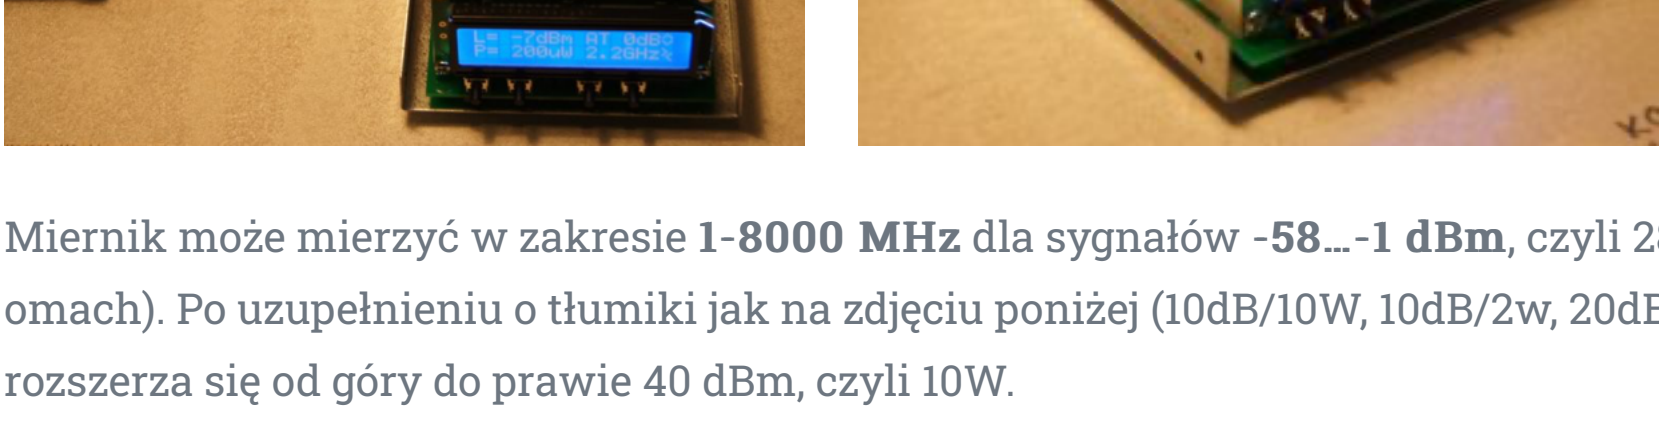 L= -7dBm AT 0dB
P= 200uW 2.2GHz
Miernik może mierzyć w zakresie 1-8000 MHz dla sygnałów -58...-1 dBm, czyli
omach). Po uzupełnieniu o tłumiki jak na zdjęciu poniżej (10dB/10W, 10dB/2w,
rozszerza się od góry do prawie 40 dBm, czyli 10W.